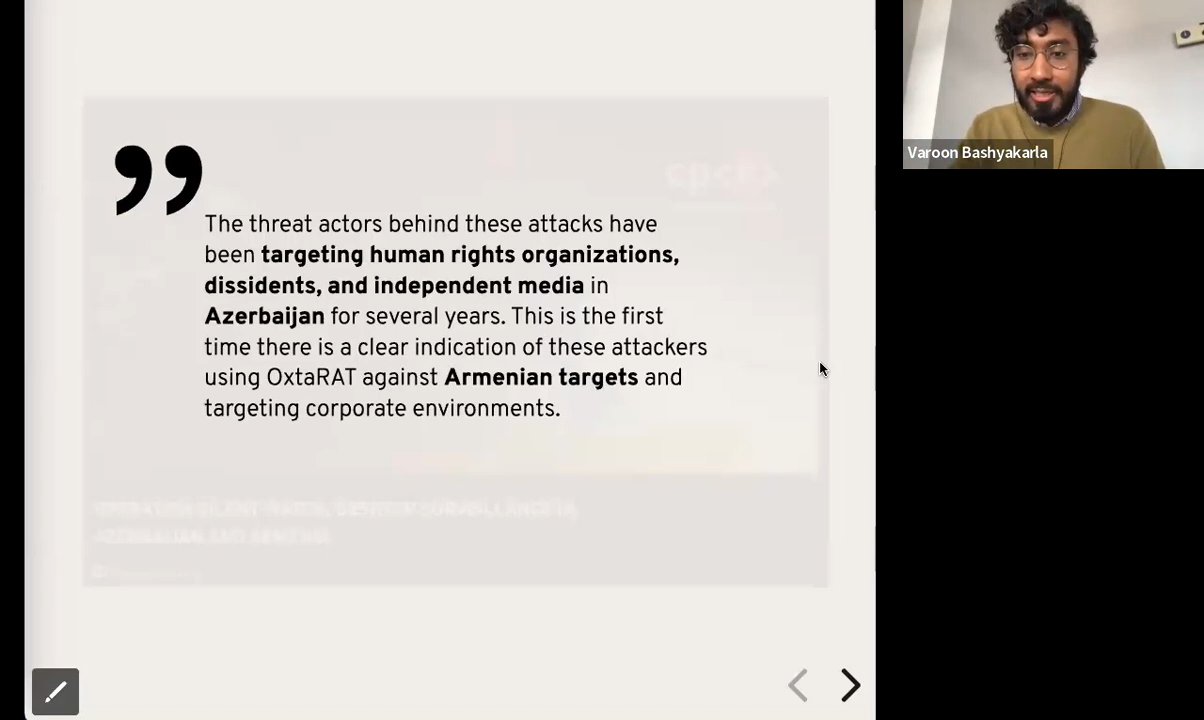 The threat actors behind these attacks have
been targeting human rights organizations,
dissidents, and independent media in
Azerbaijan for several years. This is the first
time there is a clear indication of these attackers
using OxtaRAT against Armenian targets and
targeting corporate environments.
Varoon Bashyakarla